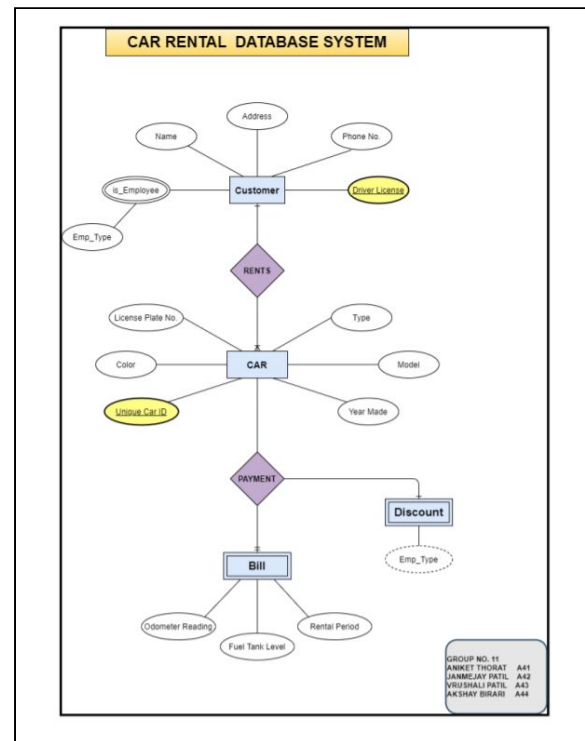 CAR RENTAL DATABASE SYSTEM
Address
Name
Phone No.
is_Employee
Customer
Driver License
Emp_Type
RENTS
License Plate No.
Type
Color
CAR
Model
Unique Car ID
Year Made
PAYMENT
Discount
Emp_Type
Bill
Odometer Reading
Rental Period
Fuel Tank Level
GROUP NO. 11
ANIKET THORAT A41
JANMEJAY PATIL A42
VRUSHALI PATIL A43
AKSHAY BIRARI A44